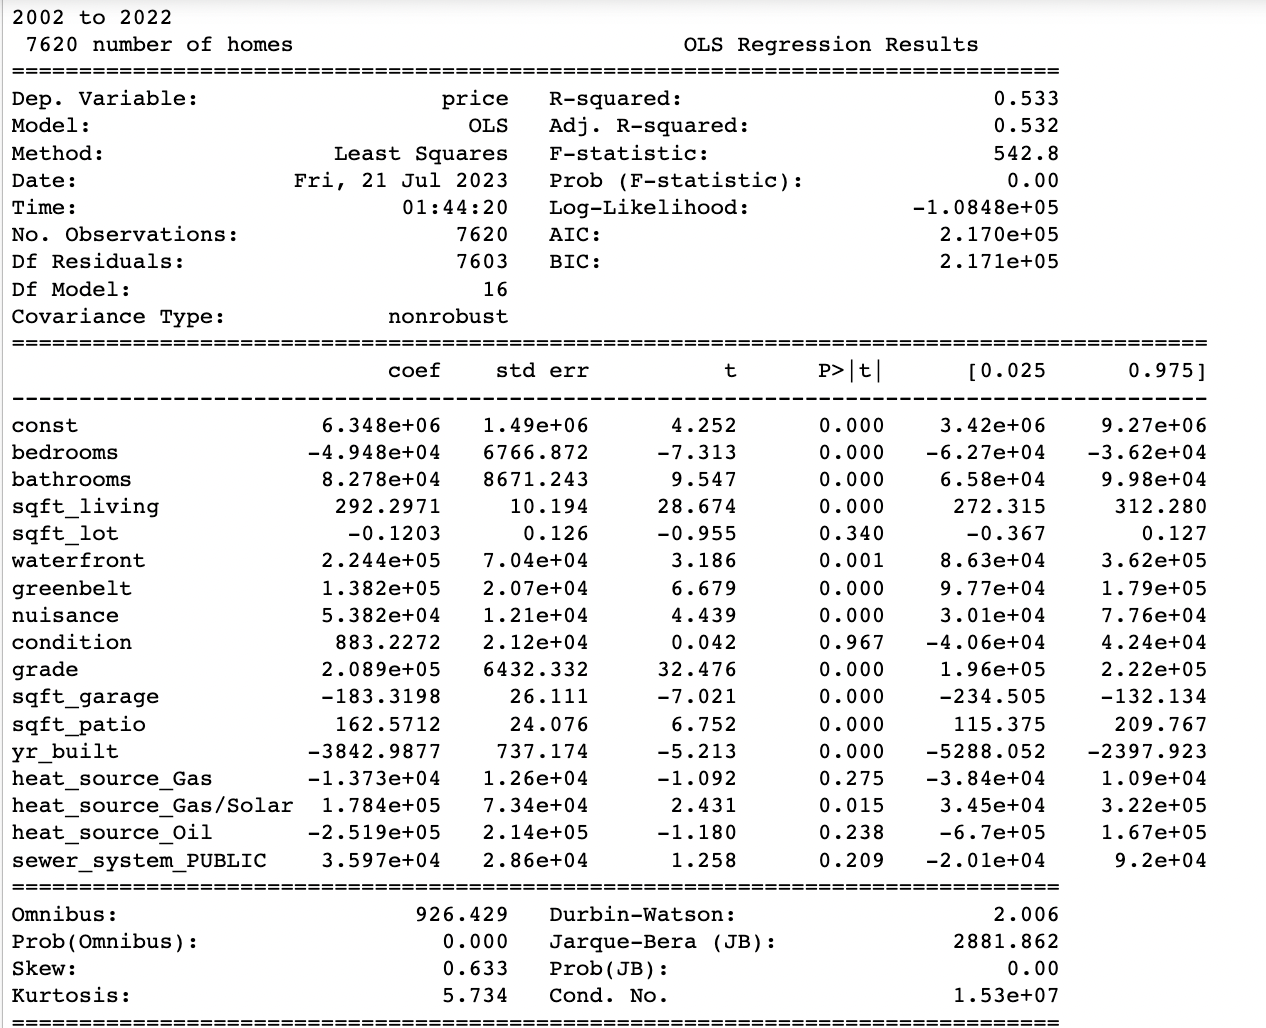 2002 to 2022
7620 number of homes OLS Regression Results
==============================================================================
Dep. Variable: price R-squared: 0.533
Model: OLS Adj. R-squared: 0.532
Method: Least Squares F-statistic: 542.8
Date: Fri, 21 Jul 2023 Prob (F-statistic): 0.00
Time: 01:44:20 Log-Likelihood: -1.0848e+05
No. Observations: 7620 AIC: 2.170e+05
Df Residuals: 7603 BIC: 2.171e+05
Df Model: 16
Covariance Type: nonrobust
=========================================================================================
coef std err t P>|t| [0.025 0.975]
-----------------------------------------------------------------------------------------
const 6.348e+06 1.49e+06 4.252 0.000 3.42e+06 9.27e+06
bedrooms -4.948e+04 6766.872 -7.313 0.000 -6.27e+04 -3.62e+04
bathrooms 8.278e+04 8671.243 9.547 0.000 6.58e+04 9.98e+04
sqft_living 292.2971 10.194 28.674 0.000 272.315 312.280
sqft_lot -0.1203 0.126 -0.955 0.340 -0.367 0.127
waterfront 2.244e+05 7.04e+04 3.186 0.001 8.63e+04 3.62e+05
greenbelt 1.382e+05 2.07e+04 6.679 0.000 9.77e+04 1.79e+05
nuisance 5.382e+04 1.21e+04 4.439 0.000 3.01e+04 7.76e+04
condition 883.2272 2.12e+04 0.042 0.967 -4.06e+04 4.24e+04
grade 2.089e+05 6432.332 32.476 0.000 1.96e+05 2.22e+05
sqft_garage -183.3198 26.111 -7.021 0.000 -234.505 -132.134
sqft_patio 162.5712 24.076 6.752 0.000 115.375 209.767
yr_built -3842.9877 737.174 -5.213 0.000 -5288.052 -2397.923
heat_source_Gas -1.373e+04 1.26e+04 -1.092 0.275 -3.84e+04 1.09e+04
heat_source_Gas/Solar 1.784e+05 7.34e+04 2.431 0.015 3.45e+04 3.22e+05
heat_source_Oil -2.519e+05 2.14e+05 -1.180 0.238 -6.7e+05 1.67e+05
sewer_system_PUBLIC 3.597e+04 2.86e+04 1.258 0.209 -2.01e+04 9.2e+04
==============================================================================
Omnibus: 926.429 Durbin-Watson: 2.006
Prob(Omnibus): 0.000 Jarque-Bera (JB): 2881.862
Skew: 0.633 Prob(JB): 0.00
Kurtosis: 5.734 Cond. No. 1.53e+07
==============================================================================